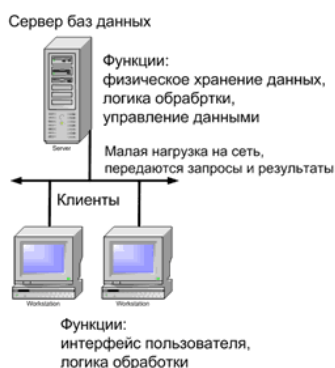 Сервер баз данных
Функции:
физическое хранение данных,
логика обрабртки,
управление данными
Server
Малая нагрузка на сеть,
передаются запросы и результаты
Клиенты
Workstation
Workstation
Функции:
интерфейс пользователя,
логика обработки